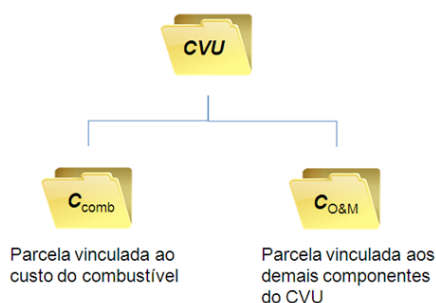 CVU
Ccomb
CO&M
Parcela vinculada ao
custo do combustível
Parcela vinculada aos
demais componentes
do CVU